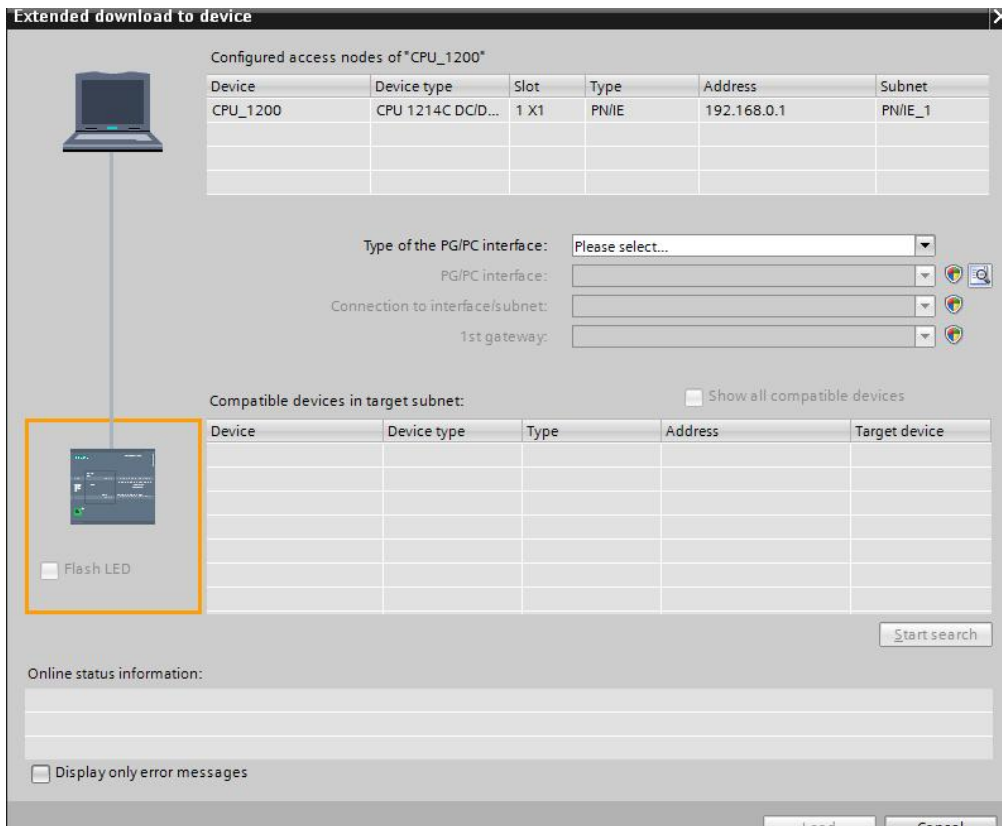 Extended download to device
Configured access nodes of "CPU_1200"
Device Device type Slot Type Address Subnet
CPU_1200 CPU 1214C DC/D... 1 X1 PN/IE 192.168.0.1 PN/IE_1
Type of the PG/PC interface: Please select...
PG/PC interface:
Connection to interface/subnet:
1st gateway:
Compatible devices in target subnet: Show all compatible devices
Device Device type Type Address Target device
Flash LED
Start search
Online status information:
Display only error messages
Load Cancel